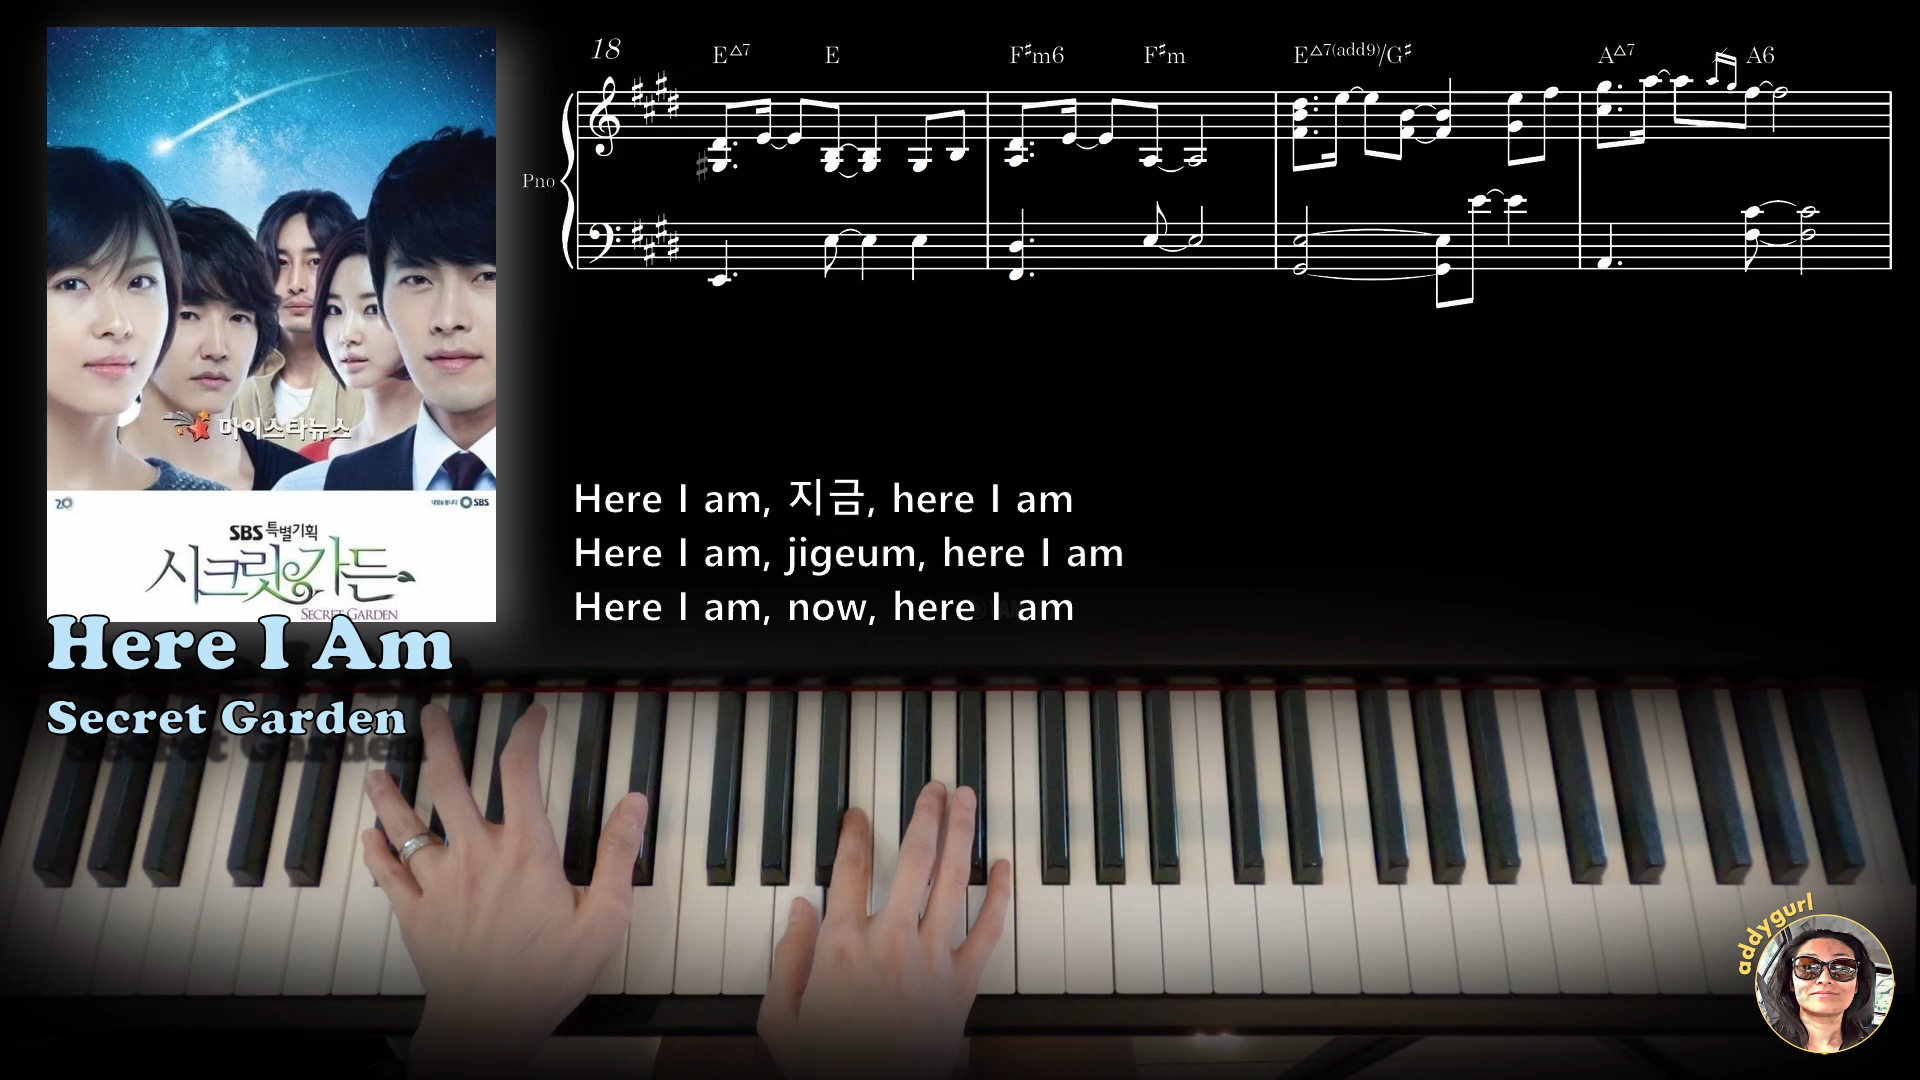 18
E△7 E F♯m6 F♯m E△7(add9)/G♯ A△7 A6
Pno
마이스타뉴스
20
SBS
SBS 특별기획
시크릿가든
SECRET GARDEN
Here I am, 지금, here I am
Here I am, jigeum, here I am
Here I am, now, here I am
Here I Am
Secret Garden
addygurl